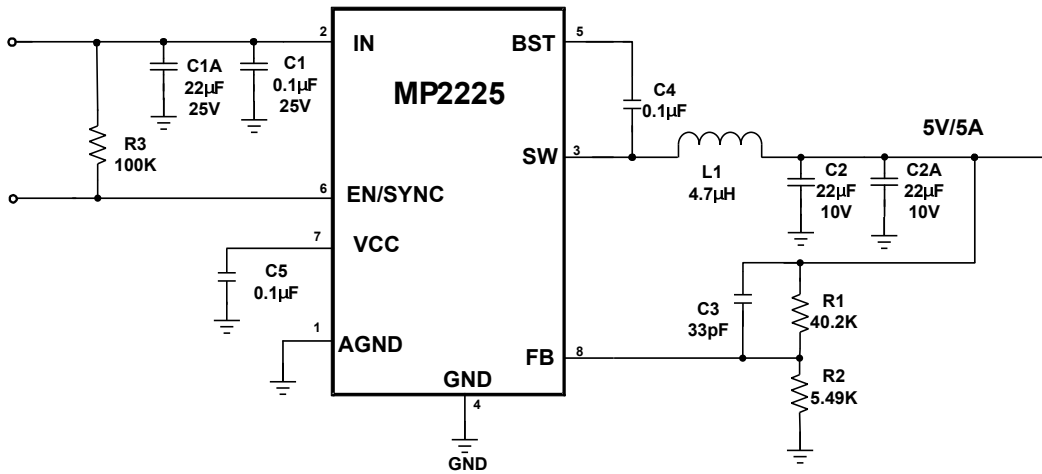 2
IN
BST
5
C1A
22µF
25V
C1
0.1µF
25V
MP2225
C4
0.1µF
R3
100K
SW
3
5V/5A
L1
4.7µH
C2
22µF
10V
C2A
22µF
10V
6
EN/SYNC
7
VCC
C5
0.1µF
1
AGND
C3
33pF
R1
40.2K
FB
8
GND
4
GND
R2
5.49K